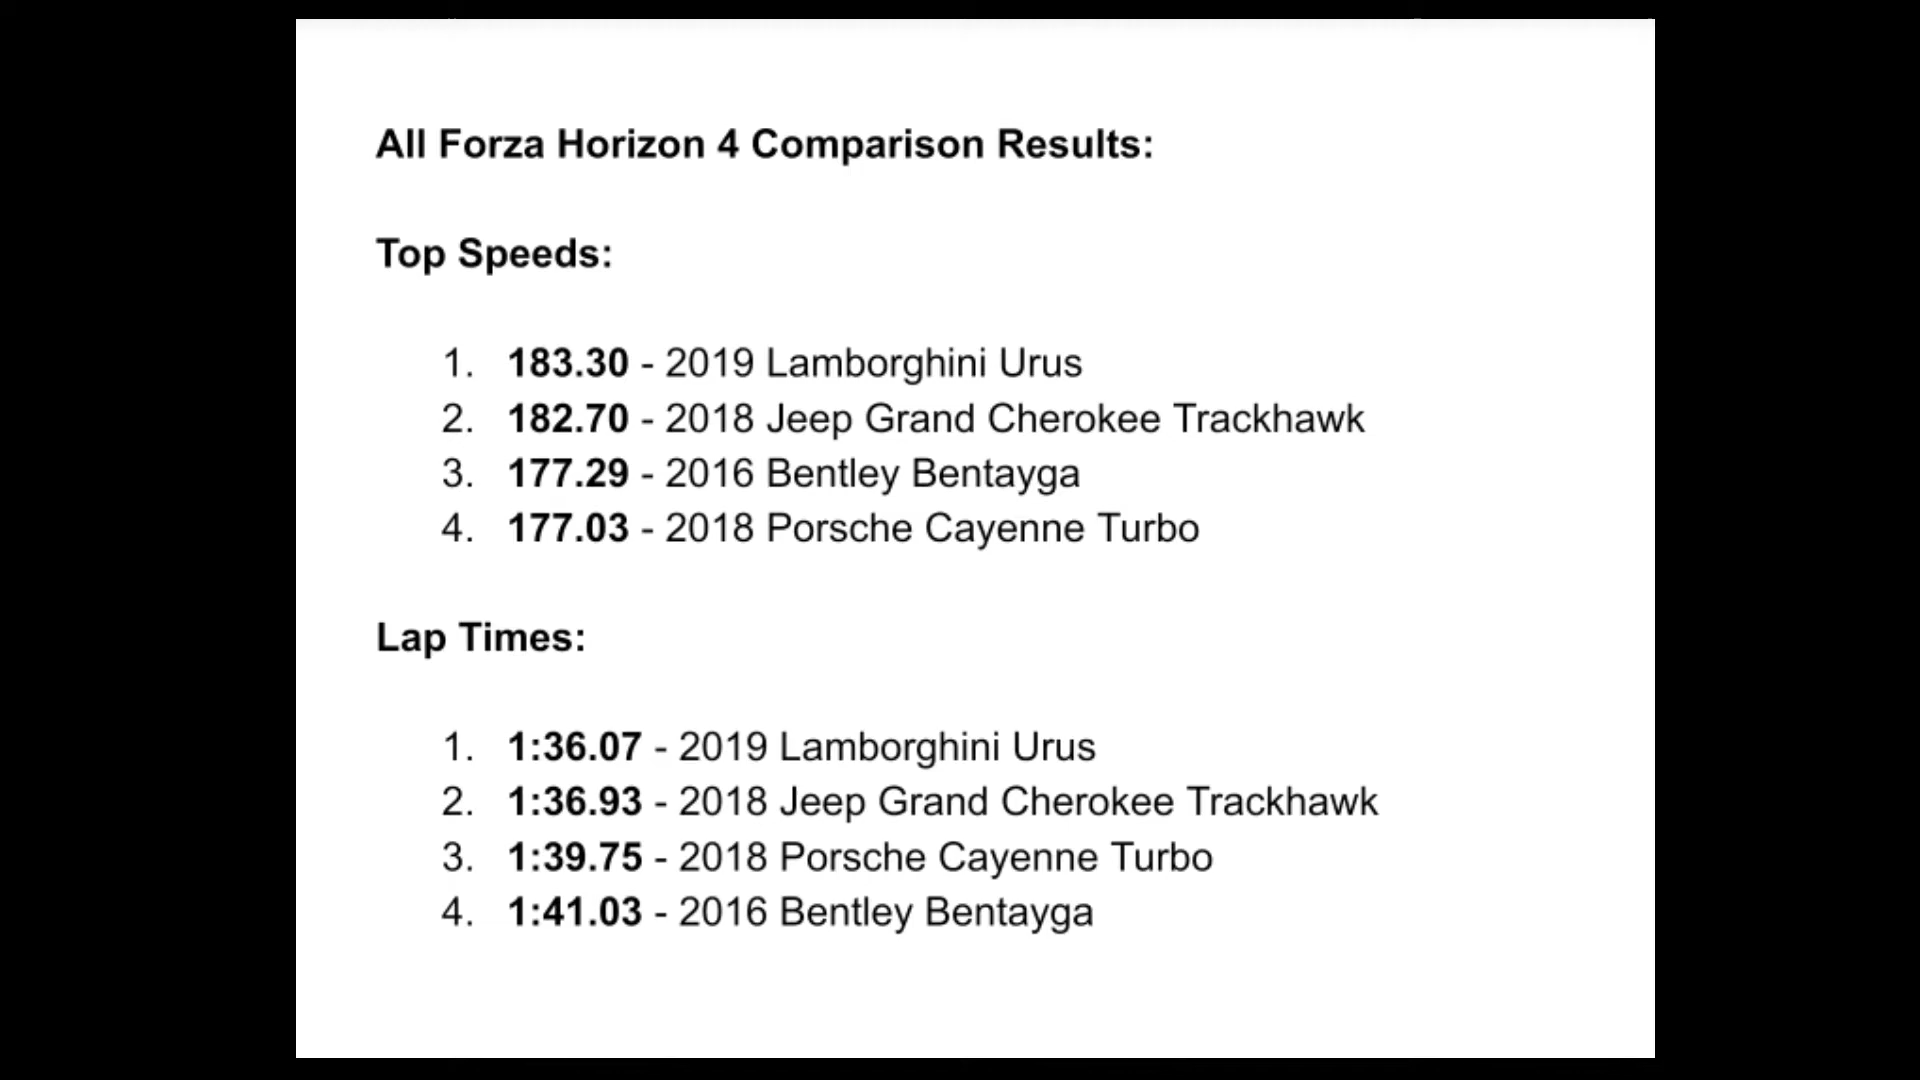 All Forza Horizon 4 Comparison Results:
Top Speeds:
1. 183.30 - 2019 Lamborghini Urus
2. 182.70 - 2018 Jeep Grand Cherokee Trackhawk
3. 177.29 - 2016 Bentley Bentayga
4. 177.03 - 2018 Porsche Cayenne Turbo
Lap Times:
1. 1:36.07 - 2019 Lamborghini Urus
2. 1:36.93 - 2018 Jeep Grand Cherokee Trackhawk
3. 1:39.75 - 2018 Porsche Cayenne Turbo
4. 1:41.03 - 2016 Bentley Bentayga